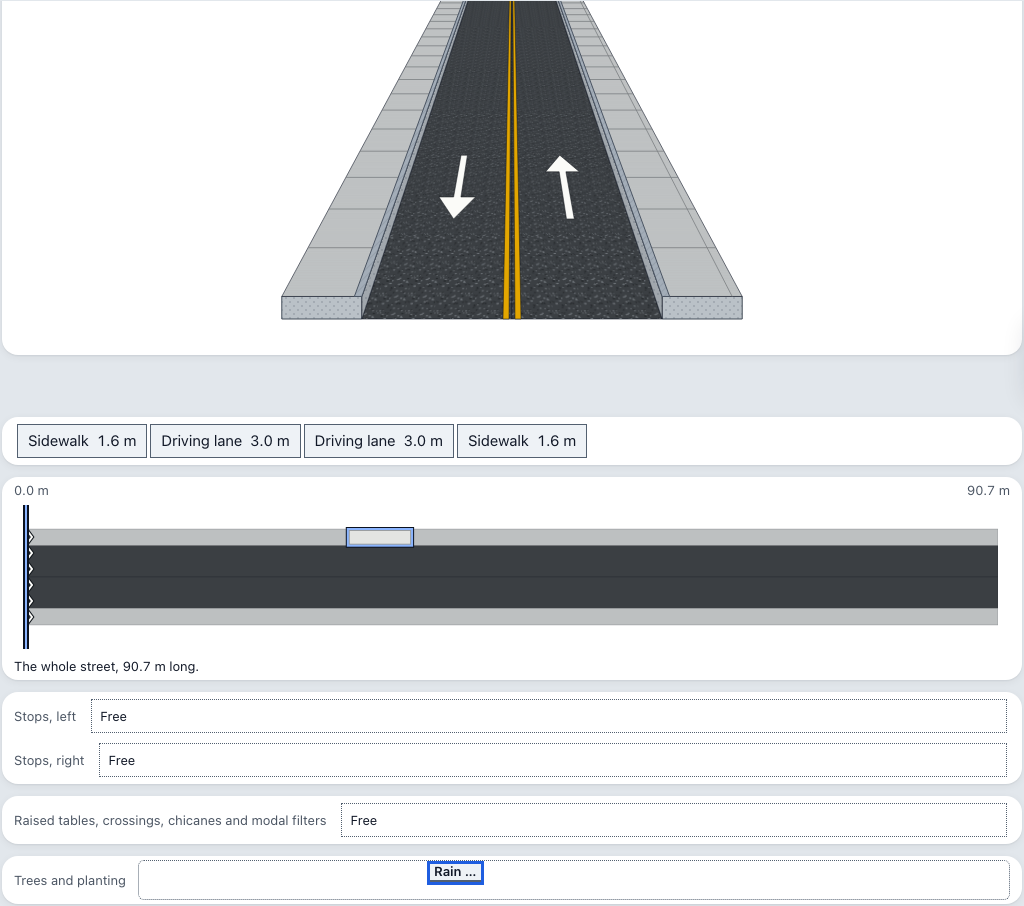 Sidewalk 1.6 m Driving lane 3.0 m Driving lane 3.0 m Sidewalk 1.6 m
0.0 m 90.7 m
The whole street, 90.7 m long.
Stops, left Free
Stops, right Free
Raised tables, crossings, chicanes and modal filters Free
Trees and planting Rain ...